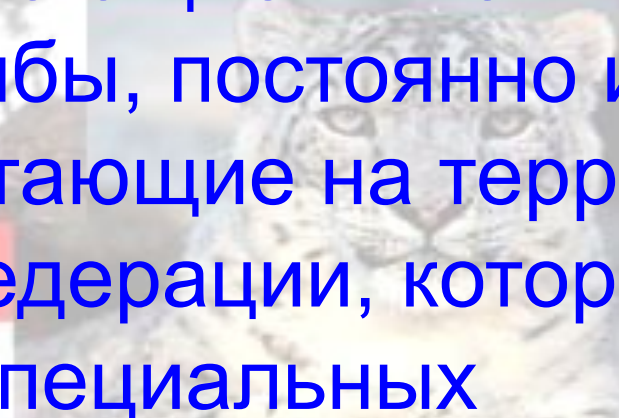 ибы, постоянно и
тающие на терр
едерации, котор
пециальных